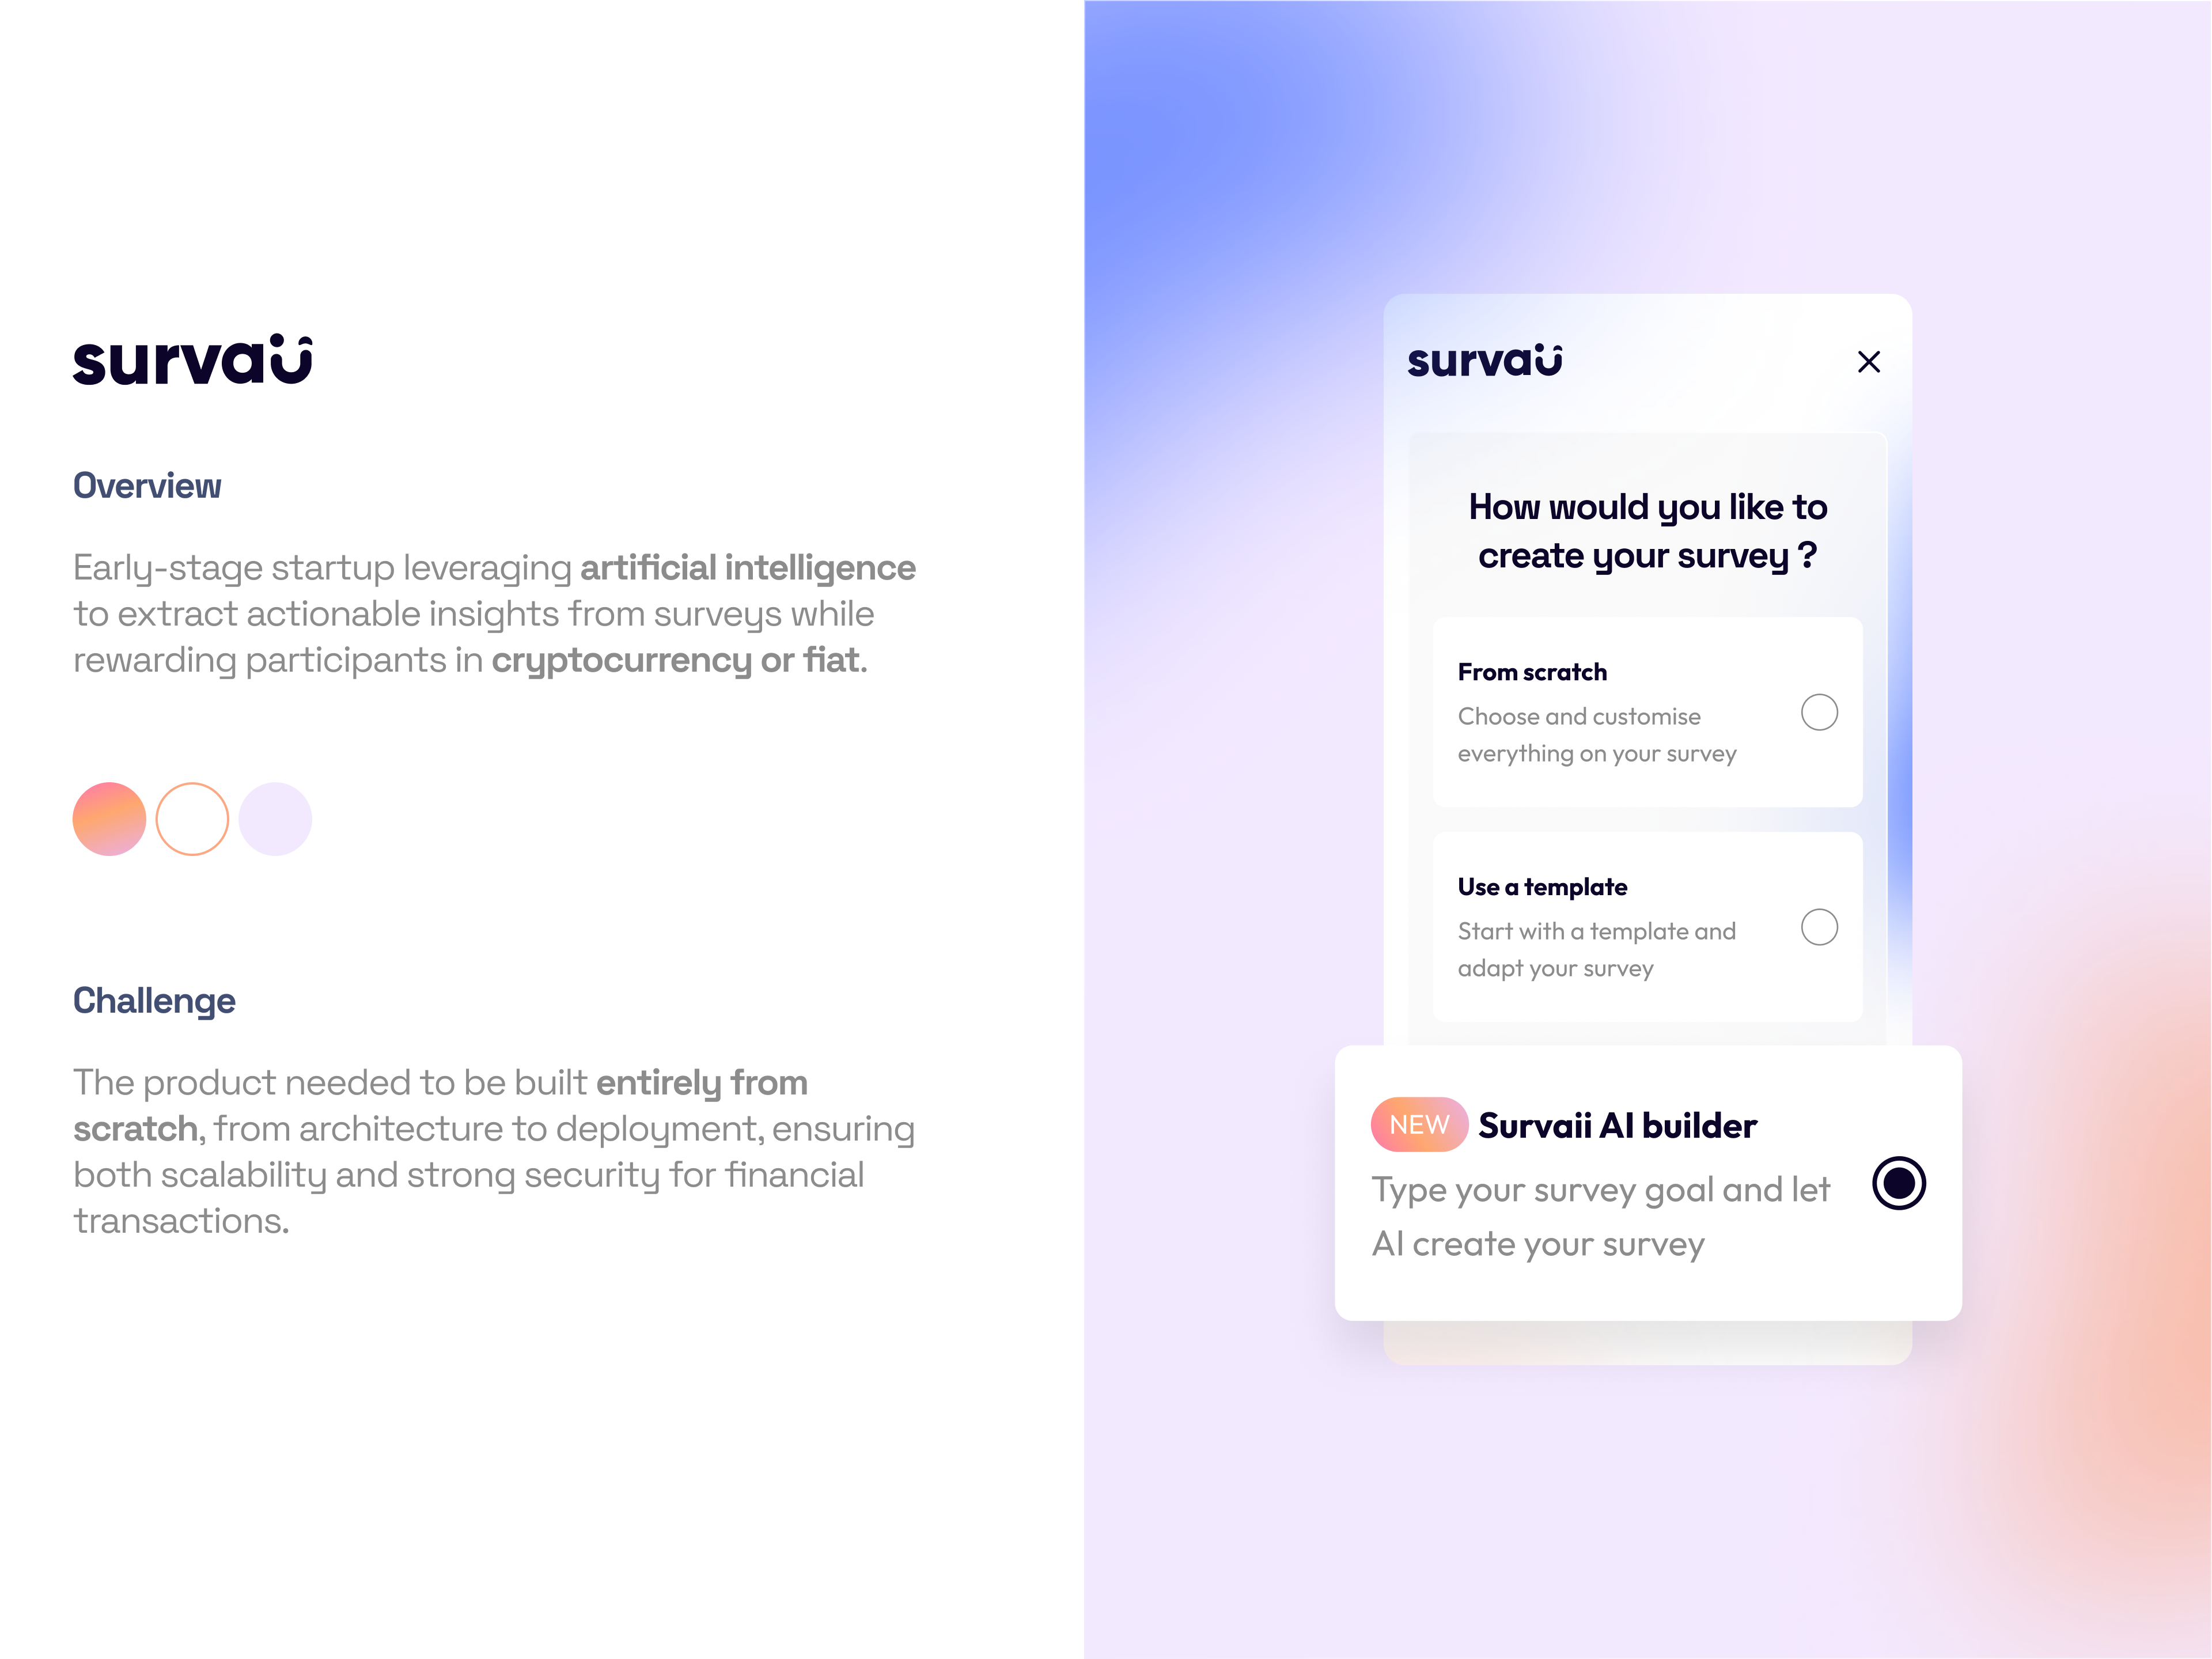 survaii
Overview
Early-stage startup leveraging artificial intelligence
to extract actionable insights from surveys while
rewarding participants in cryptocurrency or fiat.
Challenge
The product needed to be built entirely from
scratch, from architecture to deployment, ensuring
both scalability and strong security for financial
transactions.
survaii
How would you like to
create your survey ?
From scratch
Choose and customise
everything on your survey
Use a template
Start with a template and
adapt your survey
NEW Survaii AI builder
Type your survey goal and let
AI create your survey